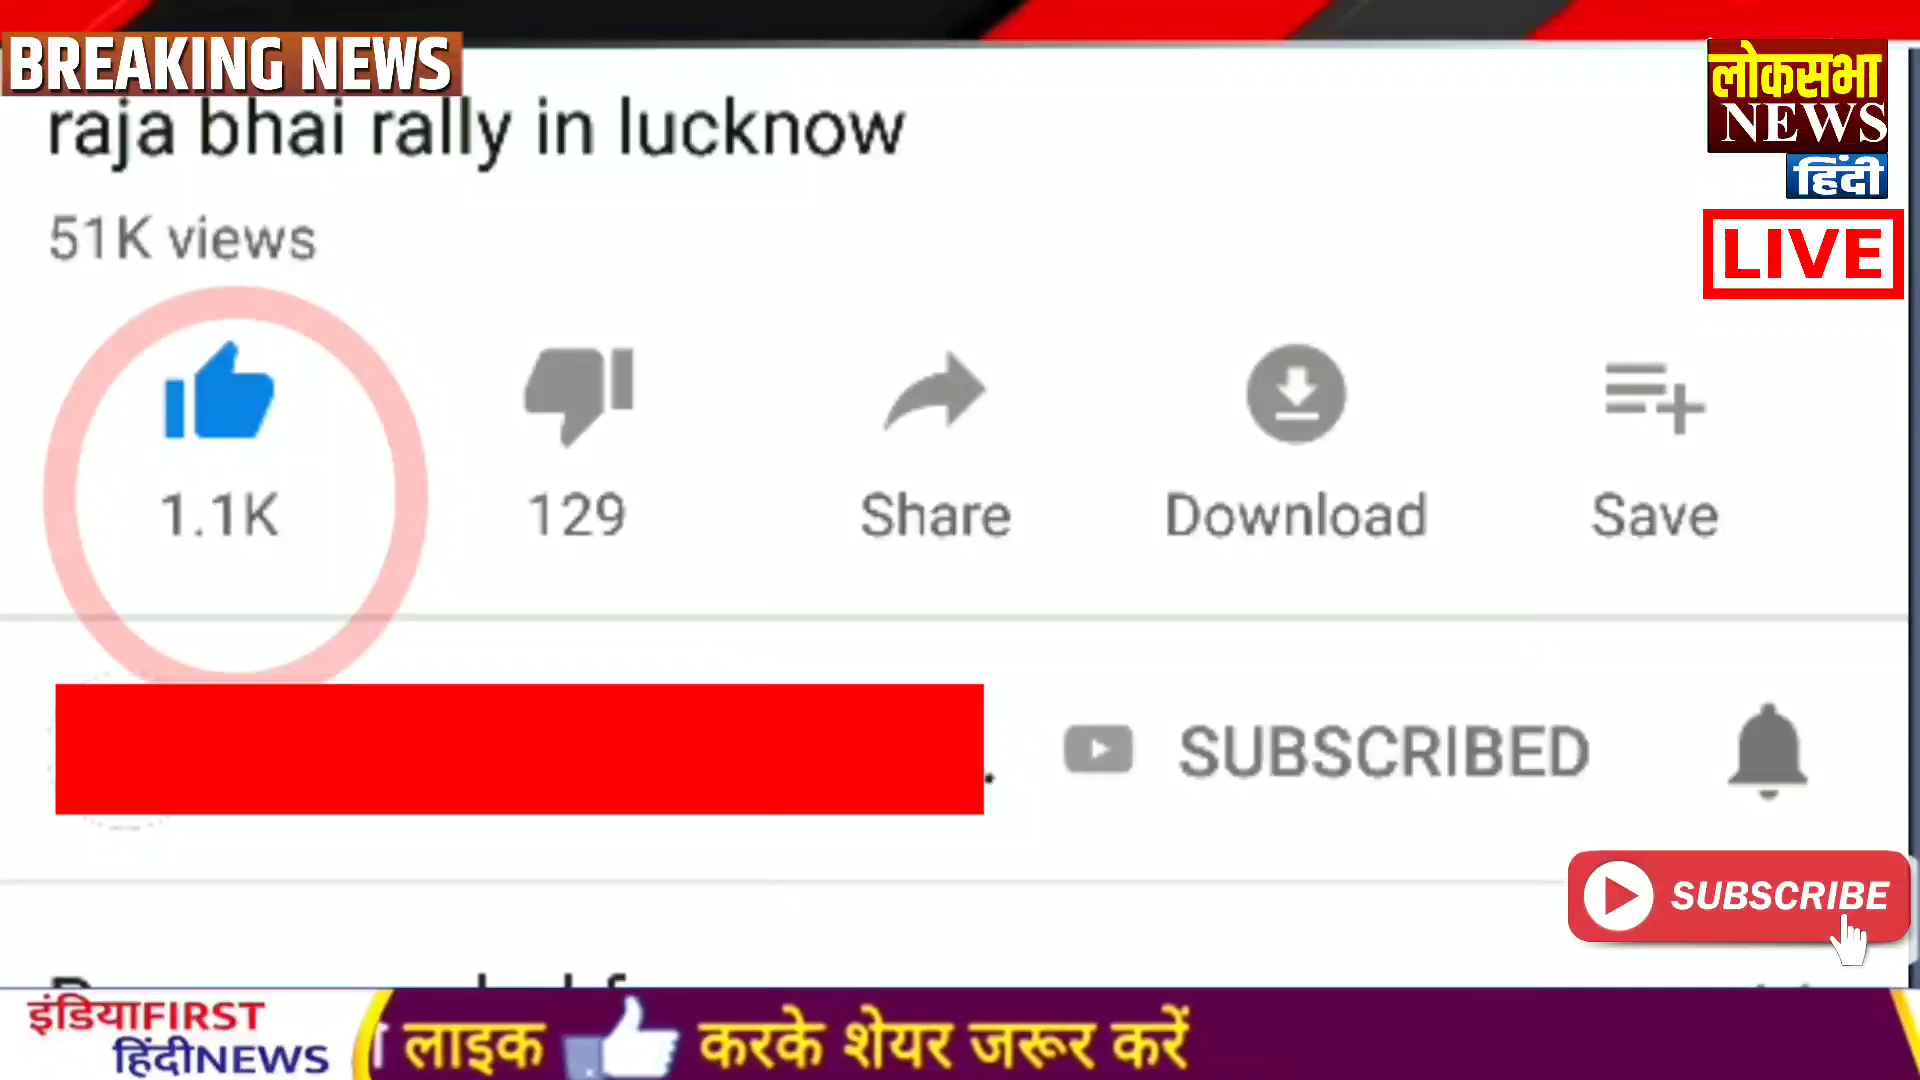 BREAKING NEWS
लोकसभा
NEWS
हिंदी
LIVE
raja bhai rally in lucknow
51K views
1.1K
129
Share
Download
Save
SUBSCRIBED
SUBSCRIBE
इंडियाFIRST
हिंदीNEWS
लाइक करके शेयर जरूर करें